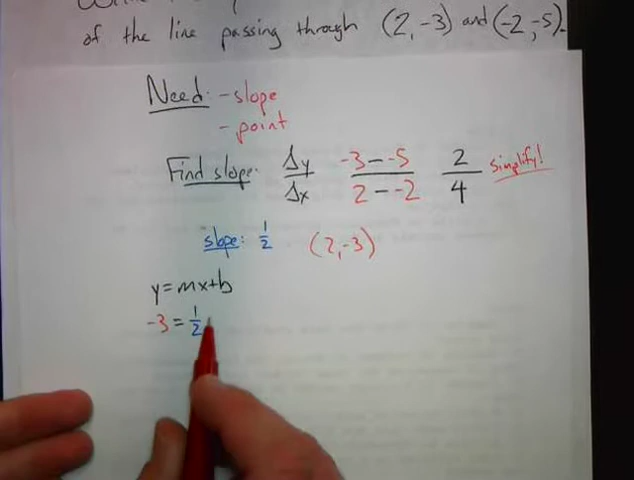 of the line passing through (2,-3) and (-2,-5).
Need: -slope
-point
Find slope: Δy/Δx -3--5/2--2 2/4 simplify!
slope: 1/2 (2,-3)
y=mx+b
-3=1/2